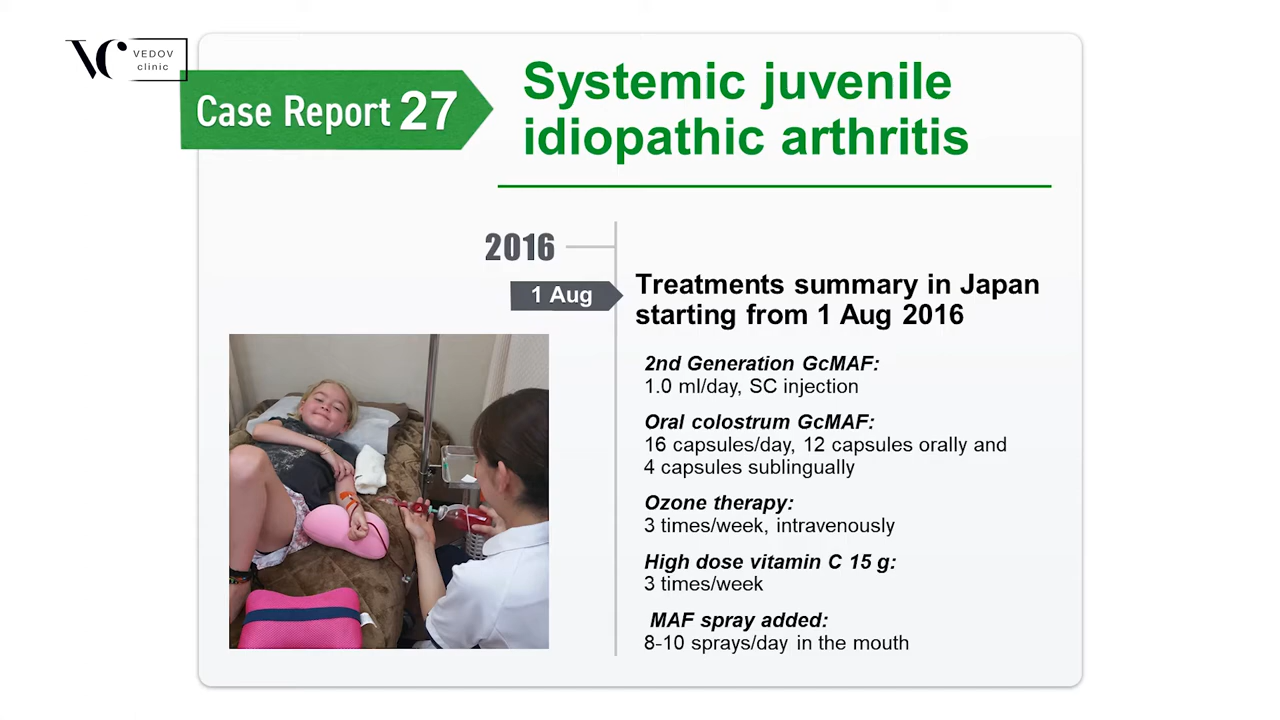 VC VEDOV
clinic
Case Report 27
Systemic juvenile
idiopathic arthritis
2016
1 Aug
Treatments summary in Japan
starting from 1 Aug 2016
2nd Generation GcMAF:
1.0 ml/day, SC injection
Oral colostrum GcMAF:
16 capsules/day, 12 capsules orally and
4 capsules sublingually
Ozone therapy:
3 times/week, intravenously
High dose vitamin C 15 g:
3 times/week
MAF spray added:
8-10 sprays/day in the mouth